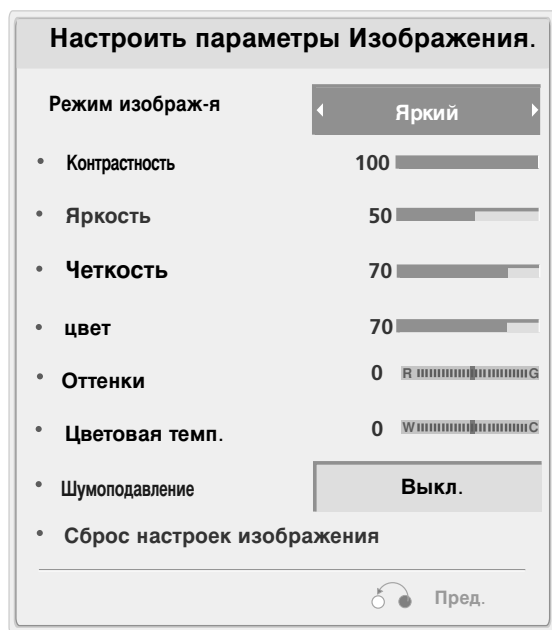 Настроить параметры Изображения.
Режим изображ-я Яркий
• Контрастность 100
• Яркость 50
• Четкость 70
• цвет 70
• Оттенки 0 R G
• Цветовая темп. 0 W C
• Шумоподавление Выкл.
• Сброс настроек изображения
Пред.